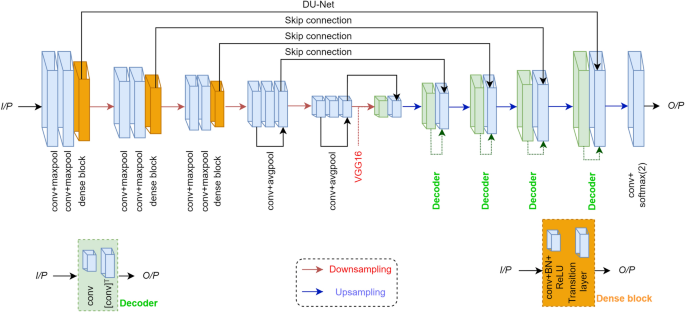 DU-Net
Skip connection
Skip connection
Skip connection
I/P
O/P
conv+maxpool
conv+maxpool
dense block
conv+maxpool
conv+maxpool
dense block
conv+maxpool
conv+maxpool
dense block
conv+avgpool
conv+avgpool
VGG16
Decoder
Decoder
Decoder
Decoder
conv+
softmax(2)
I/P
O/P
conv
[conv]ᵀ
Decoder
Downsampling
Upsampling
I/P
O/P
conv+BN+
ReLU
Transition
layer
Dense block